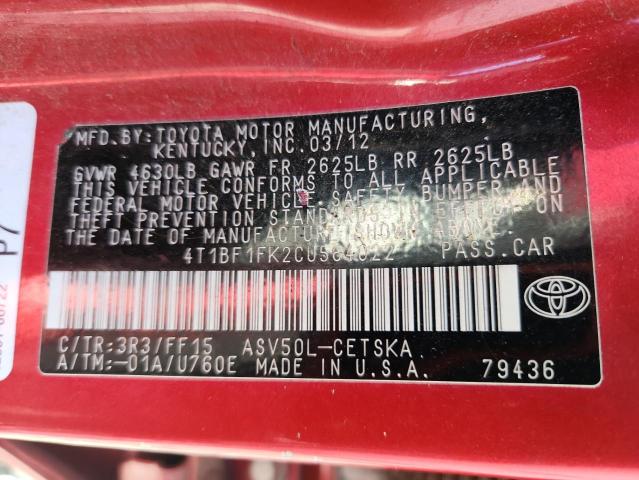 MFD. BY: TOYOTA MOTOR MANUFACTURING,
KENTUCKY, INC. 03/12
GVWR 4630LB GAWR FR 2625LB RR 2625LB
THIS VEHICLE CONFORMS TO ALL APPLICABLE
FEDERAL MOTOR VEHICLE SAFETY BUMPER AND
THEFT PREVENTION STANDARDS IN EFFECT ON
THE DATE OF MANUFACTURE SHOWN ABOVE.
PASS. CAR
C/TR: 3R3/FF15 ASV50L-CETSKA
A/TM: -01A/U760E MADE IN U.S.A. 79436
P7